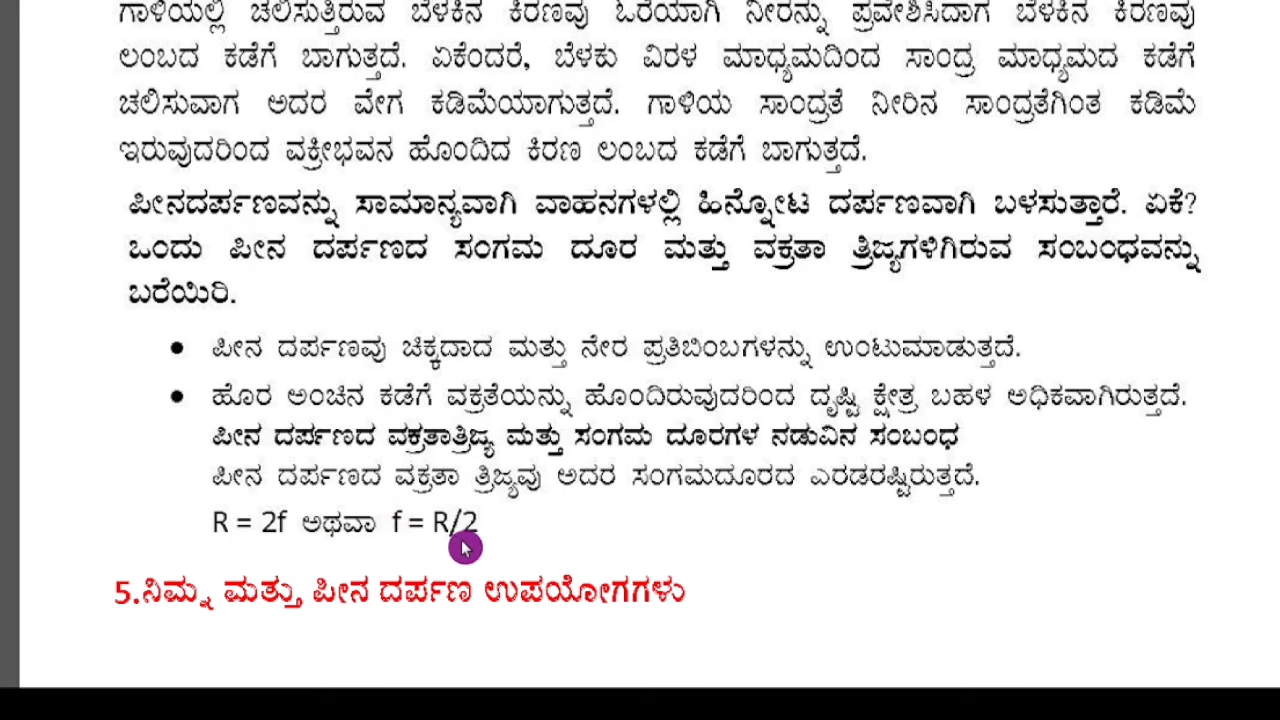 ಗಾಳಿಯಲ್ಲಿ ಚಲಿಸುತ್ತಿರುವ ಬೆಳಕಿನ ಕಿರಣವು ಓರೆಯಾಗಿ ನೀರನ್ನು ಪ್ರವೇಶಿಸಿದಾಗ ಬೆಳಕಿನ ಕಿರಣವು
ಲಂಬದ ಕಡೆಗೆ ಬಾಗುತ್ತದೆ. ಏಕೆಂದರೆ, ಬೆಳಕು ವಿರಳ ಮಾಧ್ಯಮದಿಂದ ಸಾಂದ್ರ ಮಾಧ್ಯಮದ ಕಡೆಗೆ
ಚಲಿಸುವಾಗ ಅದರ ವೇಗ ಕಡಿಮೆಯಾಗುತ್ತದೆ. ಗಾಳಿಯ ಸಾಂದ್ರತೆ ನೀರಿನ ಸಾಂದ್ರತೆಗಿಂತ ಕಡಿಮೆ
ಇರುವುದರಿಂದ ವಕ್ರೀಭವನ ಹೊಂದಿದ ಕಿರಣ ಲಂಬದ ಕಡೆಗೆ ಬಾಗುತ್ತದೆ.
ಪೀನದರ್ಪಣವನ್ನು ಸಾಮಾನ್ಯವಾಗಿ ವಾಹನಗಳಲ್ಲಿ ಹಿನ್ನೋಟ ದರ್ಪಣವಾಗಿ ಬಳಸುತ್ತಾರೆ. ಏಕೆ?
ಒಂದು ಪೀನ ದರ್ಪಣದ ಸಂಗಮ ದೂರ ಮತ್ತು ವಕ್ರತಾ ತ್ರಿಜ್ಯಗಳಿಗಿರುವ ಸಂಬಂಧವನ್ನು
ಬರೆಯಿರಿ.
• ಪೀನ ದರ್ಪಣವು ಚಿಕ್ಕದಾದ ಮತ್ತು ನೇರ ಪ್ರತಿಬಿಂಬಗಳನ್ನು ಉಂಟುಮಾಡುತ್ತದೆ.
• ಹೊರ ಅಂಚಿನ ಕಡೆಗೆ ವಕ್ರತೆಯನ್ನು ಹೊಂದಿರುವುದರಿಂದ ದೃಷ್ಟಿ ಕ್ಷೇತ್ರ ಬಹಳ ಅಧಿಕವಾಗಿರುತ್ತದೆ.
ಪೀನ ದರ್ಪಣದ ವಕ್ರತಾತ್ರಿಜ್ಯ ಮತ್ತು ಸಂಗಮ ದೂರಗಳ ನಡುವಿನ ಸಂಬಂಧ
ಪೀನ ದರ್ಪಣದ ವಕ್ರತಾ ತ್ರಿಜ್ಯವು ಅದರ ಸಂಗಮದೂರದ ಎರಡರಷ್ಟಿರುತ್ತದೆ.
R = 2f ಅಥವಾ f = R/2
5.ನಿಮ್ನ ಮತ್ತು ಪೀನ ದರ್ಪಣ ಉಪಯೋಗಗಳು